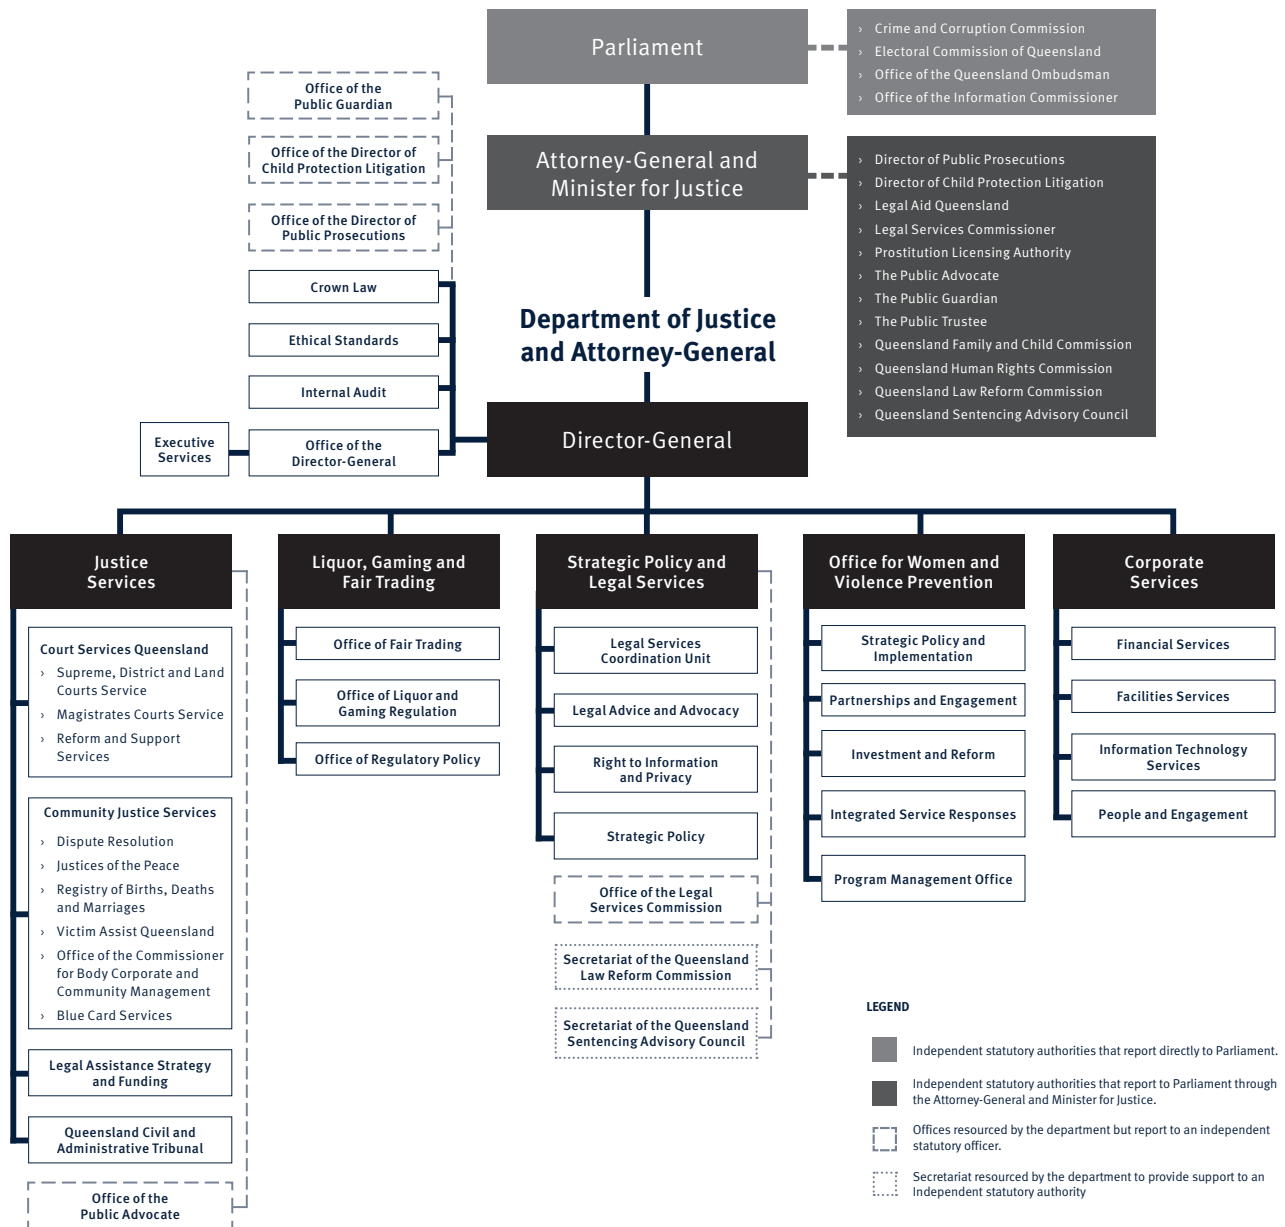 Parliament
› Crime and Corruption Commission
› Electoral Commission of Queensland
› Office of the Queensland Ombudsman
› Office of the Information Commissioner
Attorney-General and
Minister for Justice
› Director of Public Prosecutions
› Director of Child Protection Litigation
› Legal Aid Queensland
› Legal Services Commissioner
› Prostitution Licensing Authority
› The Public Advocate
› The Public Guardian
› The Public Trustee
› Queensland Family and Child Commission
› Queensland Human Rights Commission
› Queensland Law Reform Commission
› Queensland Sentencing Advisory Council
Office of the
Public Guardian
Office of the Director of
Child Protection Litigation
Office of the Director of
Public Prosecutions
Crown Law
Ethical Standards
Internal Audit
Executive
Services
Office of the
Director-General
Department of Justice
and Attorney-General
Director-General
Justice
Services
Court Services Queensland
› Supreme, District and Land
Courts Service
› Magistrates Courts Service
› Reform and Support
Services
Community Justice Services
› Dispute Resolution
› Justices of the Peace
› Registry of Births, Deaths
and Marriages
› Victim Assist Queensland
› Office of the Commissioner
for Body Corporate and
Community Management
› Blue Card Services
Legal Assistance Strategy
and Funding
Queensland Civil and
Administrative Tribunal
Office of the
Public Advocate
Liquor, Gaming and
Fair Trading
Office of Fair Trading
Office of Liquor and
Gaming Regulation
Office of Regulatory Policy
Strategic Policy and
Legal Services
Legal Services
Coordination Unit
Legal Advice and Advocacy
Right to Information
and Privacy
Strategic Policy
Office of the Legal
Services Commission
Secretariat of the Queensland
Law Reform Commission
Secretariat of the Queensland
Sentencing Advisory Council
Office for Women and
Violence Prevention
Strategic Policy and
Implementation
Partnerships and Engagement
Investment and Reform
Integrated Service Responses
Program Management Office
Corporate
Services
Financial Services
Facilities Services
Information Technology
Services
People and Engagement
LEGEND
Independent statutory authorities that report directly to Parliament.
Independent statutory authorities that report to Parliament through
the Attorney-General and Minister for Justice.
Offices resourced by the department but report to an independent
statutory officer.
Secretariat resourced by the department to provide support to an
Independent statutory authority